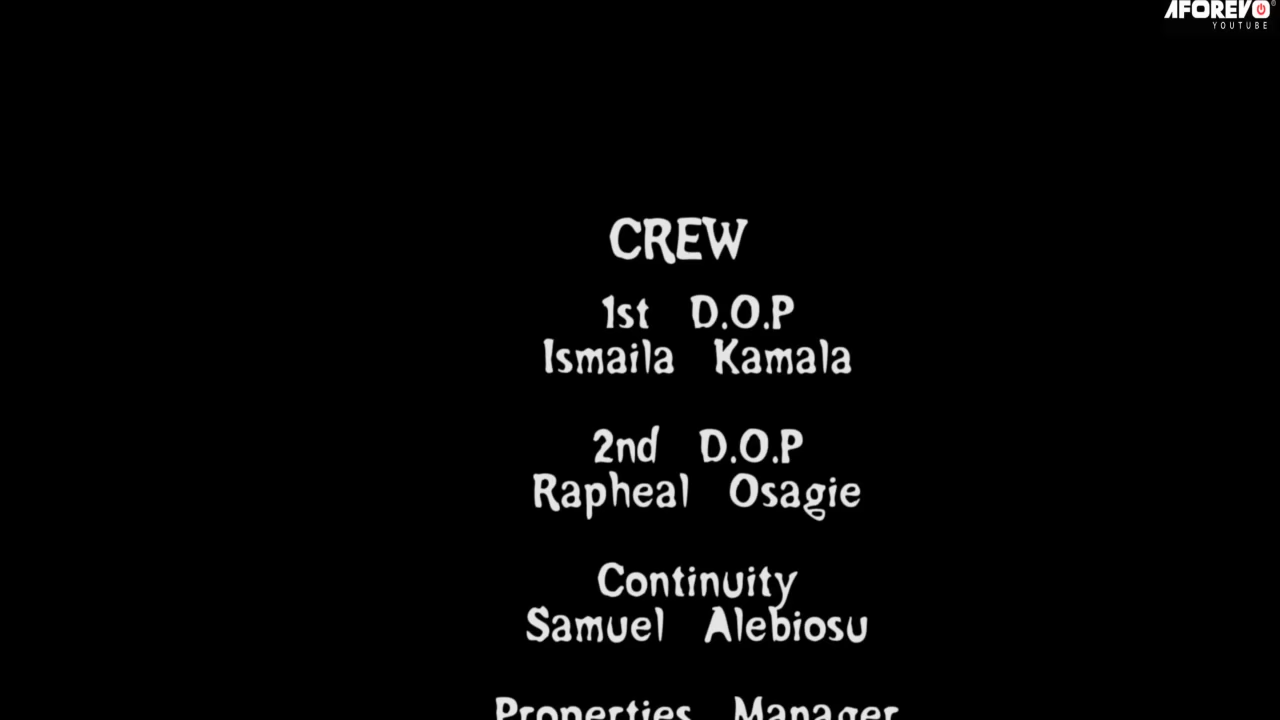 AFOREVO
YOUTUBE
CREW
1st D.O.P
Ismaila Kamala
2nd D.O.P
Rapheal Osagie
Continuity
Samuel Alebiosu
Properties Manager